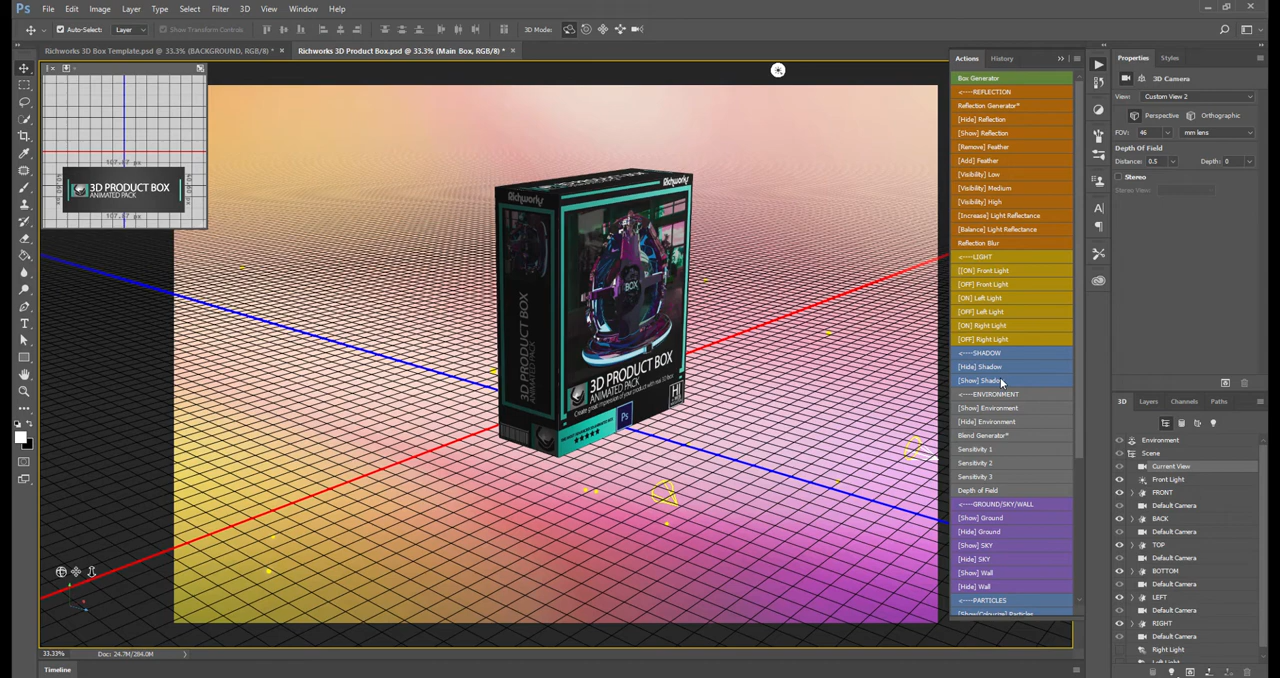 Ps File Edit Image Layer Type Select Filter 3D View Window Help
Auto-Select: Layer Show Transform Controls 3D Mode:
Richworks 3D Box Template.psd @ 33.3% (BACKGROUND, RGB/8) * × Richworks 3D Product Box.psd @ 33.3% (Main Box, RGB/8) * ×
3D PRODUCT BOX
ANIMATED PACK
Richworks
Richworks
BOX
3D PRODUCT BOX
ANIMATED PACK
3D PRODUCT BOX
ANIMATED PACK
Ps
Actions History
Box Generator
<----REFLECTION
Reflection Generator*
[Hide] Reflection
[Show] Reflection
[Remove] Feather
[Add] Feather
[Visibility] Low
[Visibility] Medium
[Visibility] High
[Increase] Light Reflectance
[Balance] Light Reflectance
Reflection Blur
<----LIGHT
[[ON] Front Light
[OFF] Front Light
[ON] Left Light
[OFF] Left Light
[ON] Right Light
[OFF] Right Light
<----SHADOW
[Hide] Shadow
[Show] Shado
<----ENVIRONMENT
[Show] Environment
[Hide] Environment
Blend Generator*
Sensitivity 1
Sensitivity 2
Sensitivity 3
Depth of Field
<----GROUND/SKY/WALL
[Show] Ground
[Hide] Ground
[Show] SKY
[Hide] SKY
[Show] Wall
[Hide] Wall
<----PARTICLES
[Show/Colourize] Particles
Properties Styles
3D Camera
View: Custom View 2
Perspective Orthographic
FOV: 46 mm lens
Depth Of Field
Distance: 0.5 Depth: 0
Stereo
Stereo View:
3D Layers Channels Paths
Environment
Scene
Current View
Front Light
FRONT
Default Camera
BACK
Default Camera
TOP
Default Camera
BOTTOM
Default Camera
LEFT
Default Camera
RIGHT
Default Camera
Right Light
Left Light
33.33% Doc: 24.7M/284.0M
Timeline